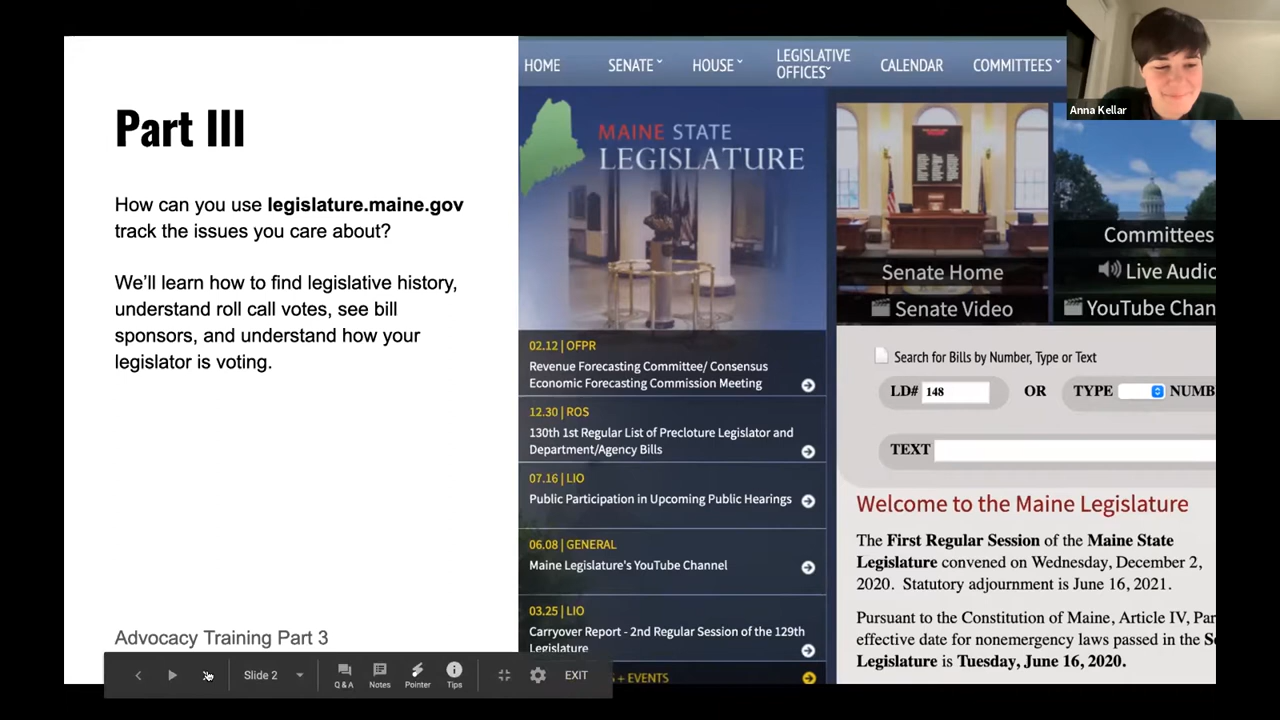 Part III
How can you use legislature.maine.gov
track the issues you care about?
We'll learn how to find legislative history,
understand roll call votes, see bill
sponsors, and understand how your
legislator is voting.
Advocacy Training Part 3
Slide 2
Q & A
Notes
Pointer
Tips
EXIT
HOME
SENATE
HOUSE
LEGISLATIVE
OFFICES
CALENDAR
COMMITTEES
MAINE STATE
LEGISLATURE
02.12 | OFPR
Revenue Forecasting Committee/ Consensus
Economic Forecasting Commission Meeting
12.30 | ROS
130th 1st Regular List of Precloture Legislator and
Department/Agency Bills
07.16 | LIO
Public Participation in Upcoming Public Hearings
06.08 | GENERAL
Maine Legislature's YouTube Channel
03.25 | LIO
Carryover Report - 2nd Regular Session of the 129th
Legislature
+ EVENTS
Senate Home
Senate Video
Committees
Live Audio
YouTube Chan
Search for Bills by Number, Type or Text
LD# 148 OR TYPE NUMB
TEXT
Welcome to the Maine Legislature
The First Regular Session of the Maine State
Legislature convened on Wednesday, December 2,
2020. Statutory adjournment is June 16, 2021.
Pursuant to the Constitution of Maine, Article IV, Par
effective date for nonemergency laws passed in the Se
Legislature is Tuesday, June 16, 2020.
Anna Kellar